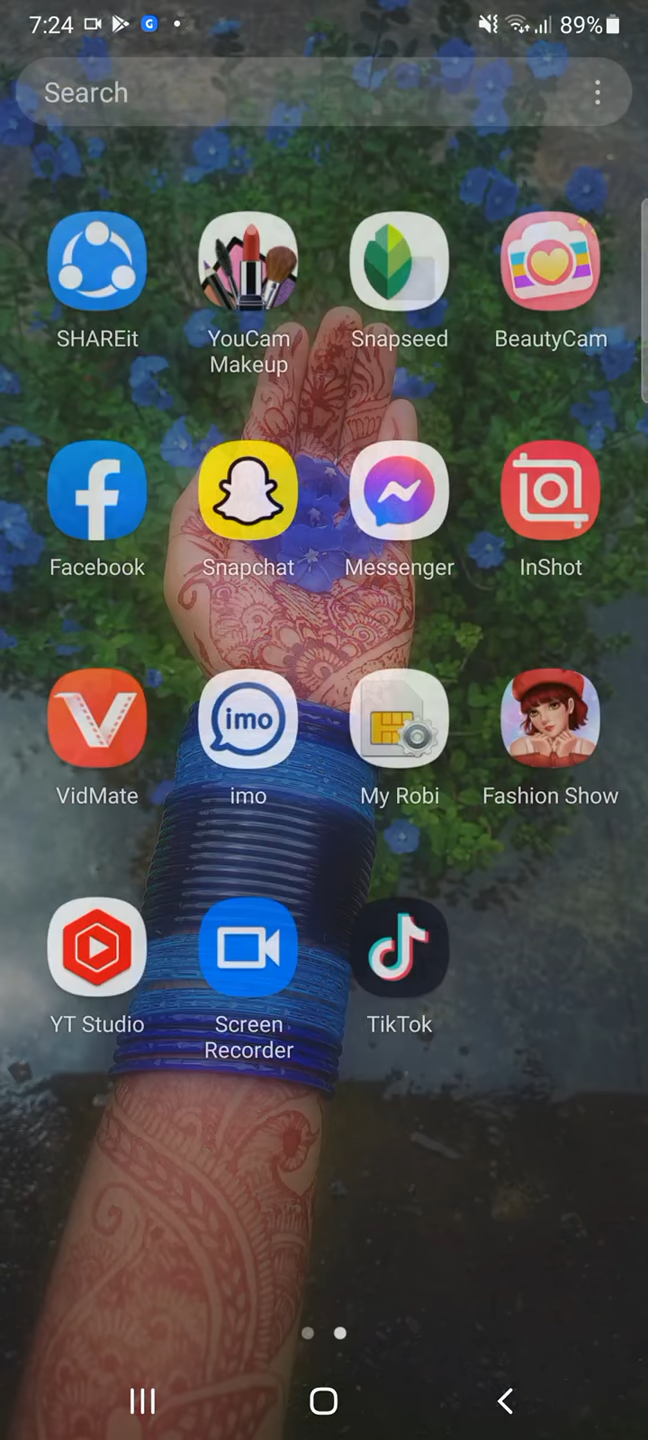 7:24
G
89%
Search
SHAREit
YouCam
Makeup
Snapseed
BeautyCam
Facebook
Snapchat
Messenger
InShot
imo
VidMate
imo
My Robi
Fashion Show
YT Studio
Screen
Recorder
TikTok